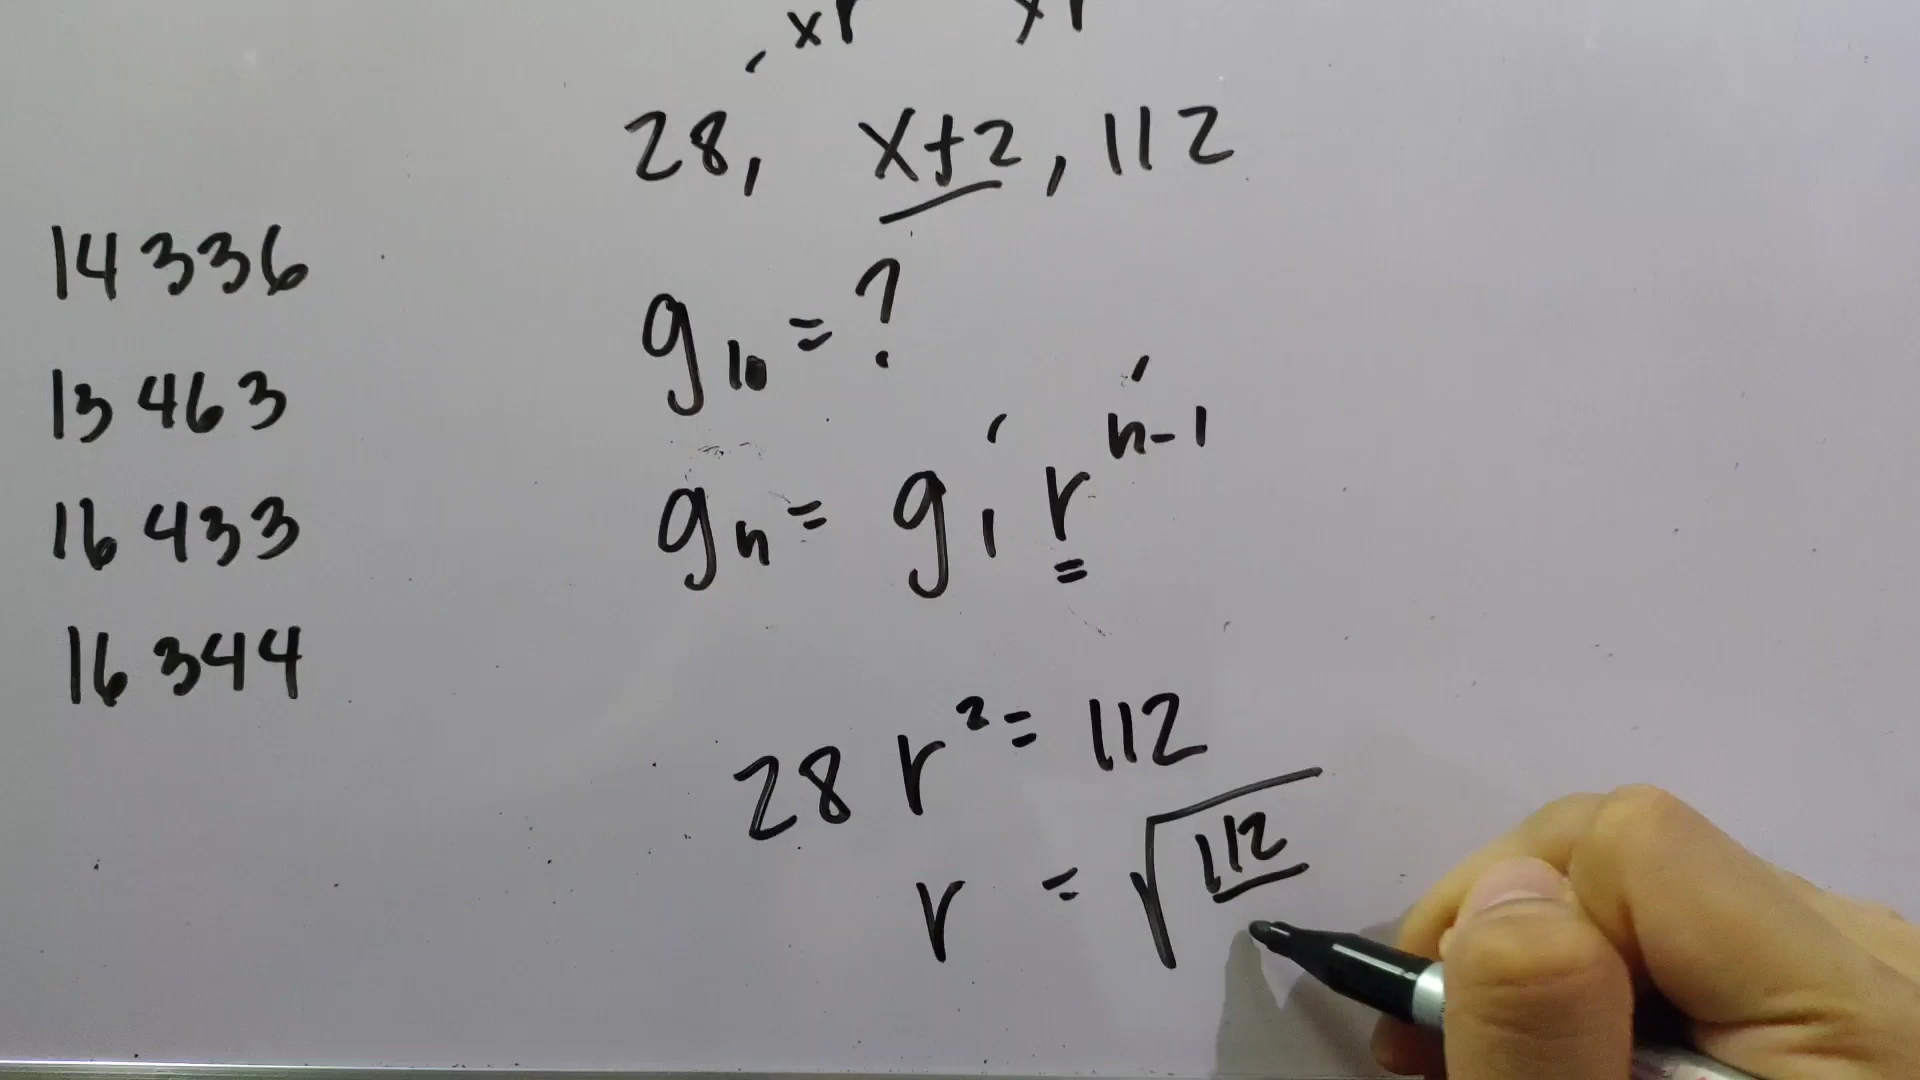 xr xr
28, x+2, 112
14336
g10 = ?
13463
gn = g1 r^n-1
16433
16344
28 r² = 112
r = √112